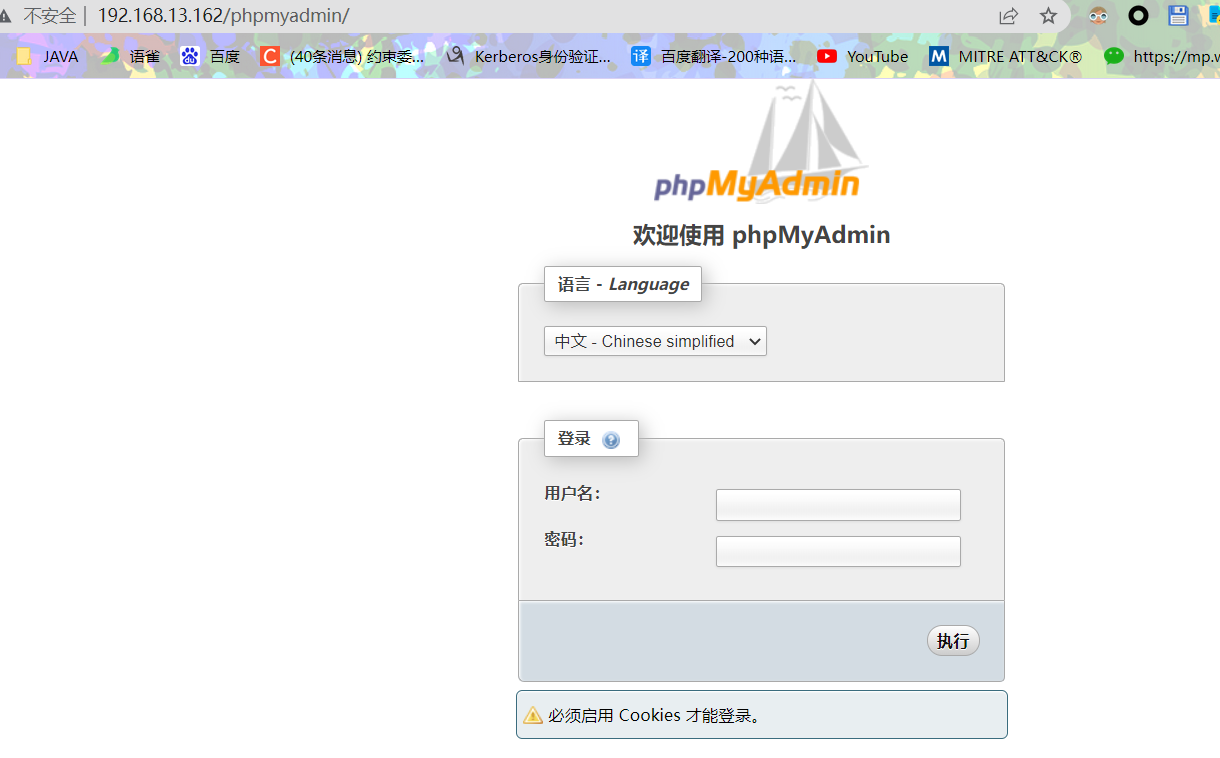 不安全 | 192.168.13.162/phpmyadmin/
JAVA 语雀 百度 C (40条消息) 约束委... Kerberos身份验证... 译 百度翻译-200种语... YouTube M MITRE ATT&CK® https://mp.w
phpMyAdmin
欢迎使用 phpMyAdmin
语言 - Language
中文 - Chinese simplified
登录
用户名：
密码：
执行
必须启用 Cookies 才能登录。